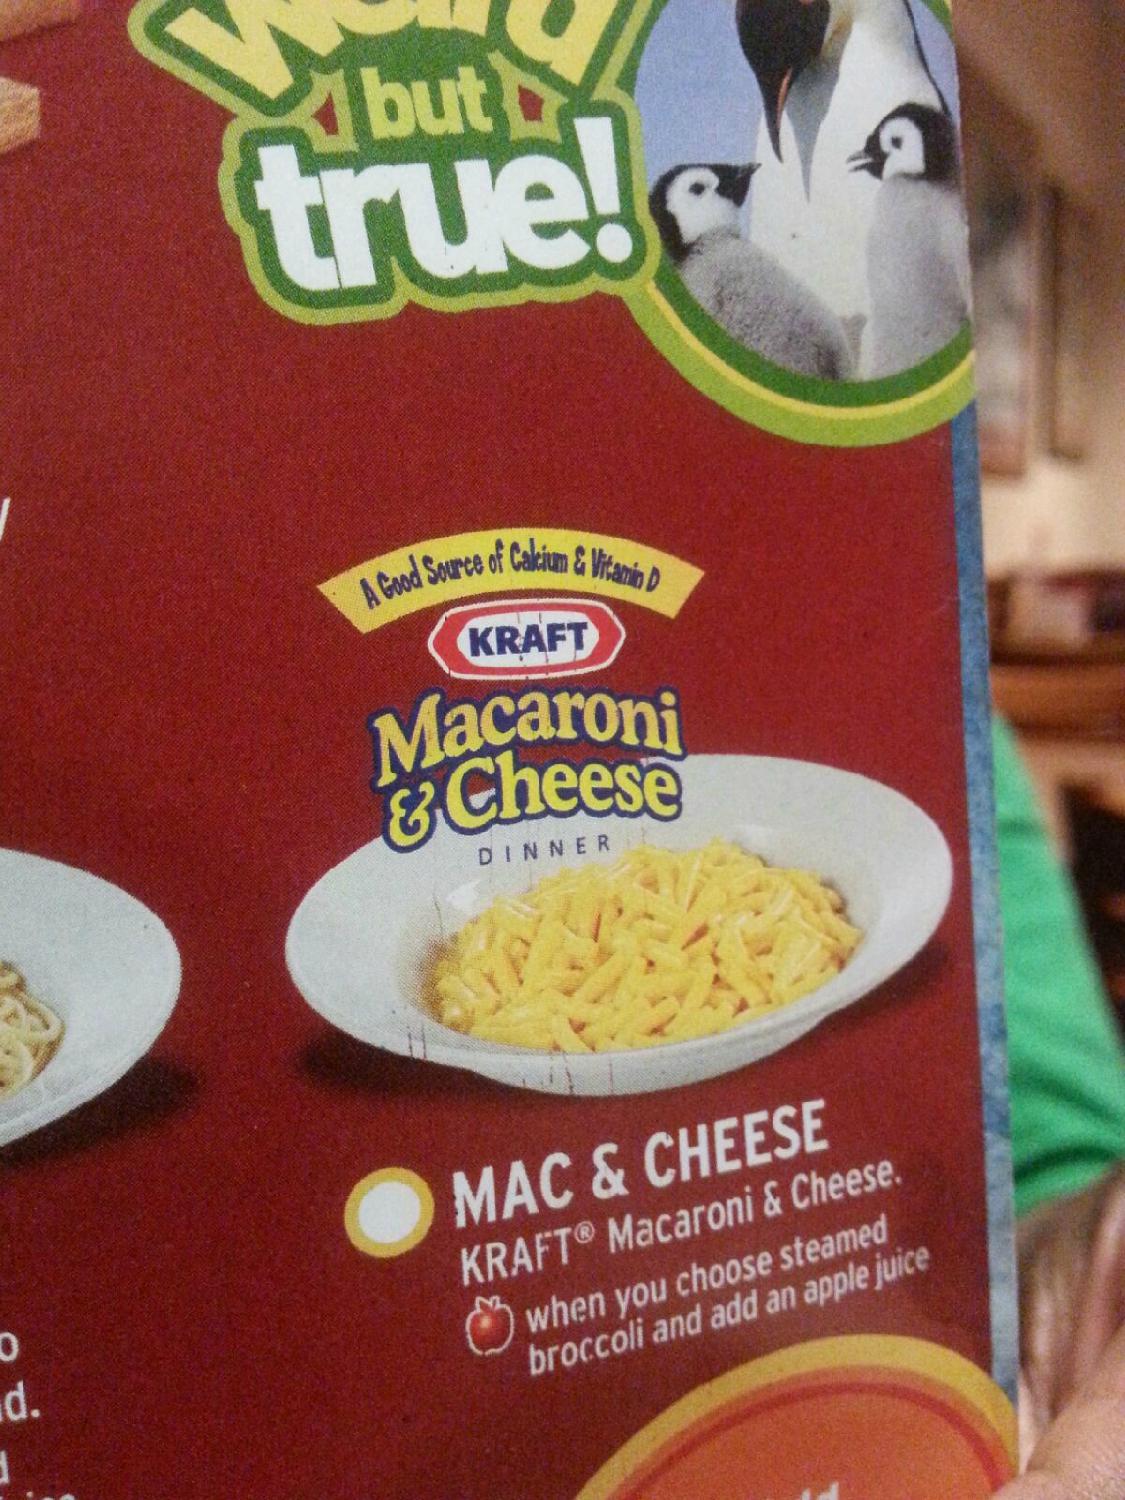 weird
but
true!
A Good Source of Calcium & Vitamin D
KRAFT
Macaroni
& Cheese
DINNER
MAC & CHEESE
KRAFT® Macaroni & Cheese.
when you choose steamed
broccoli and add an apple juice